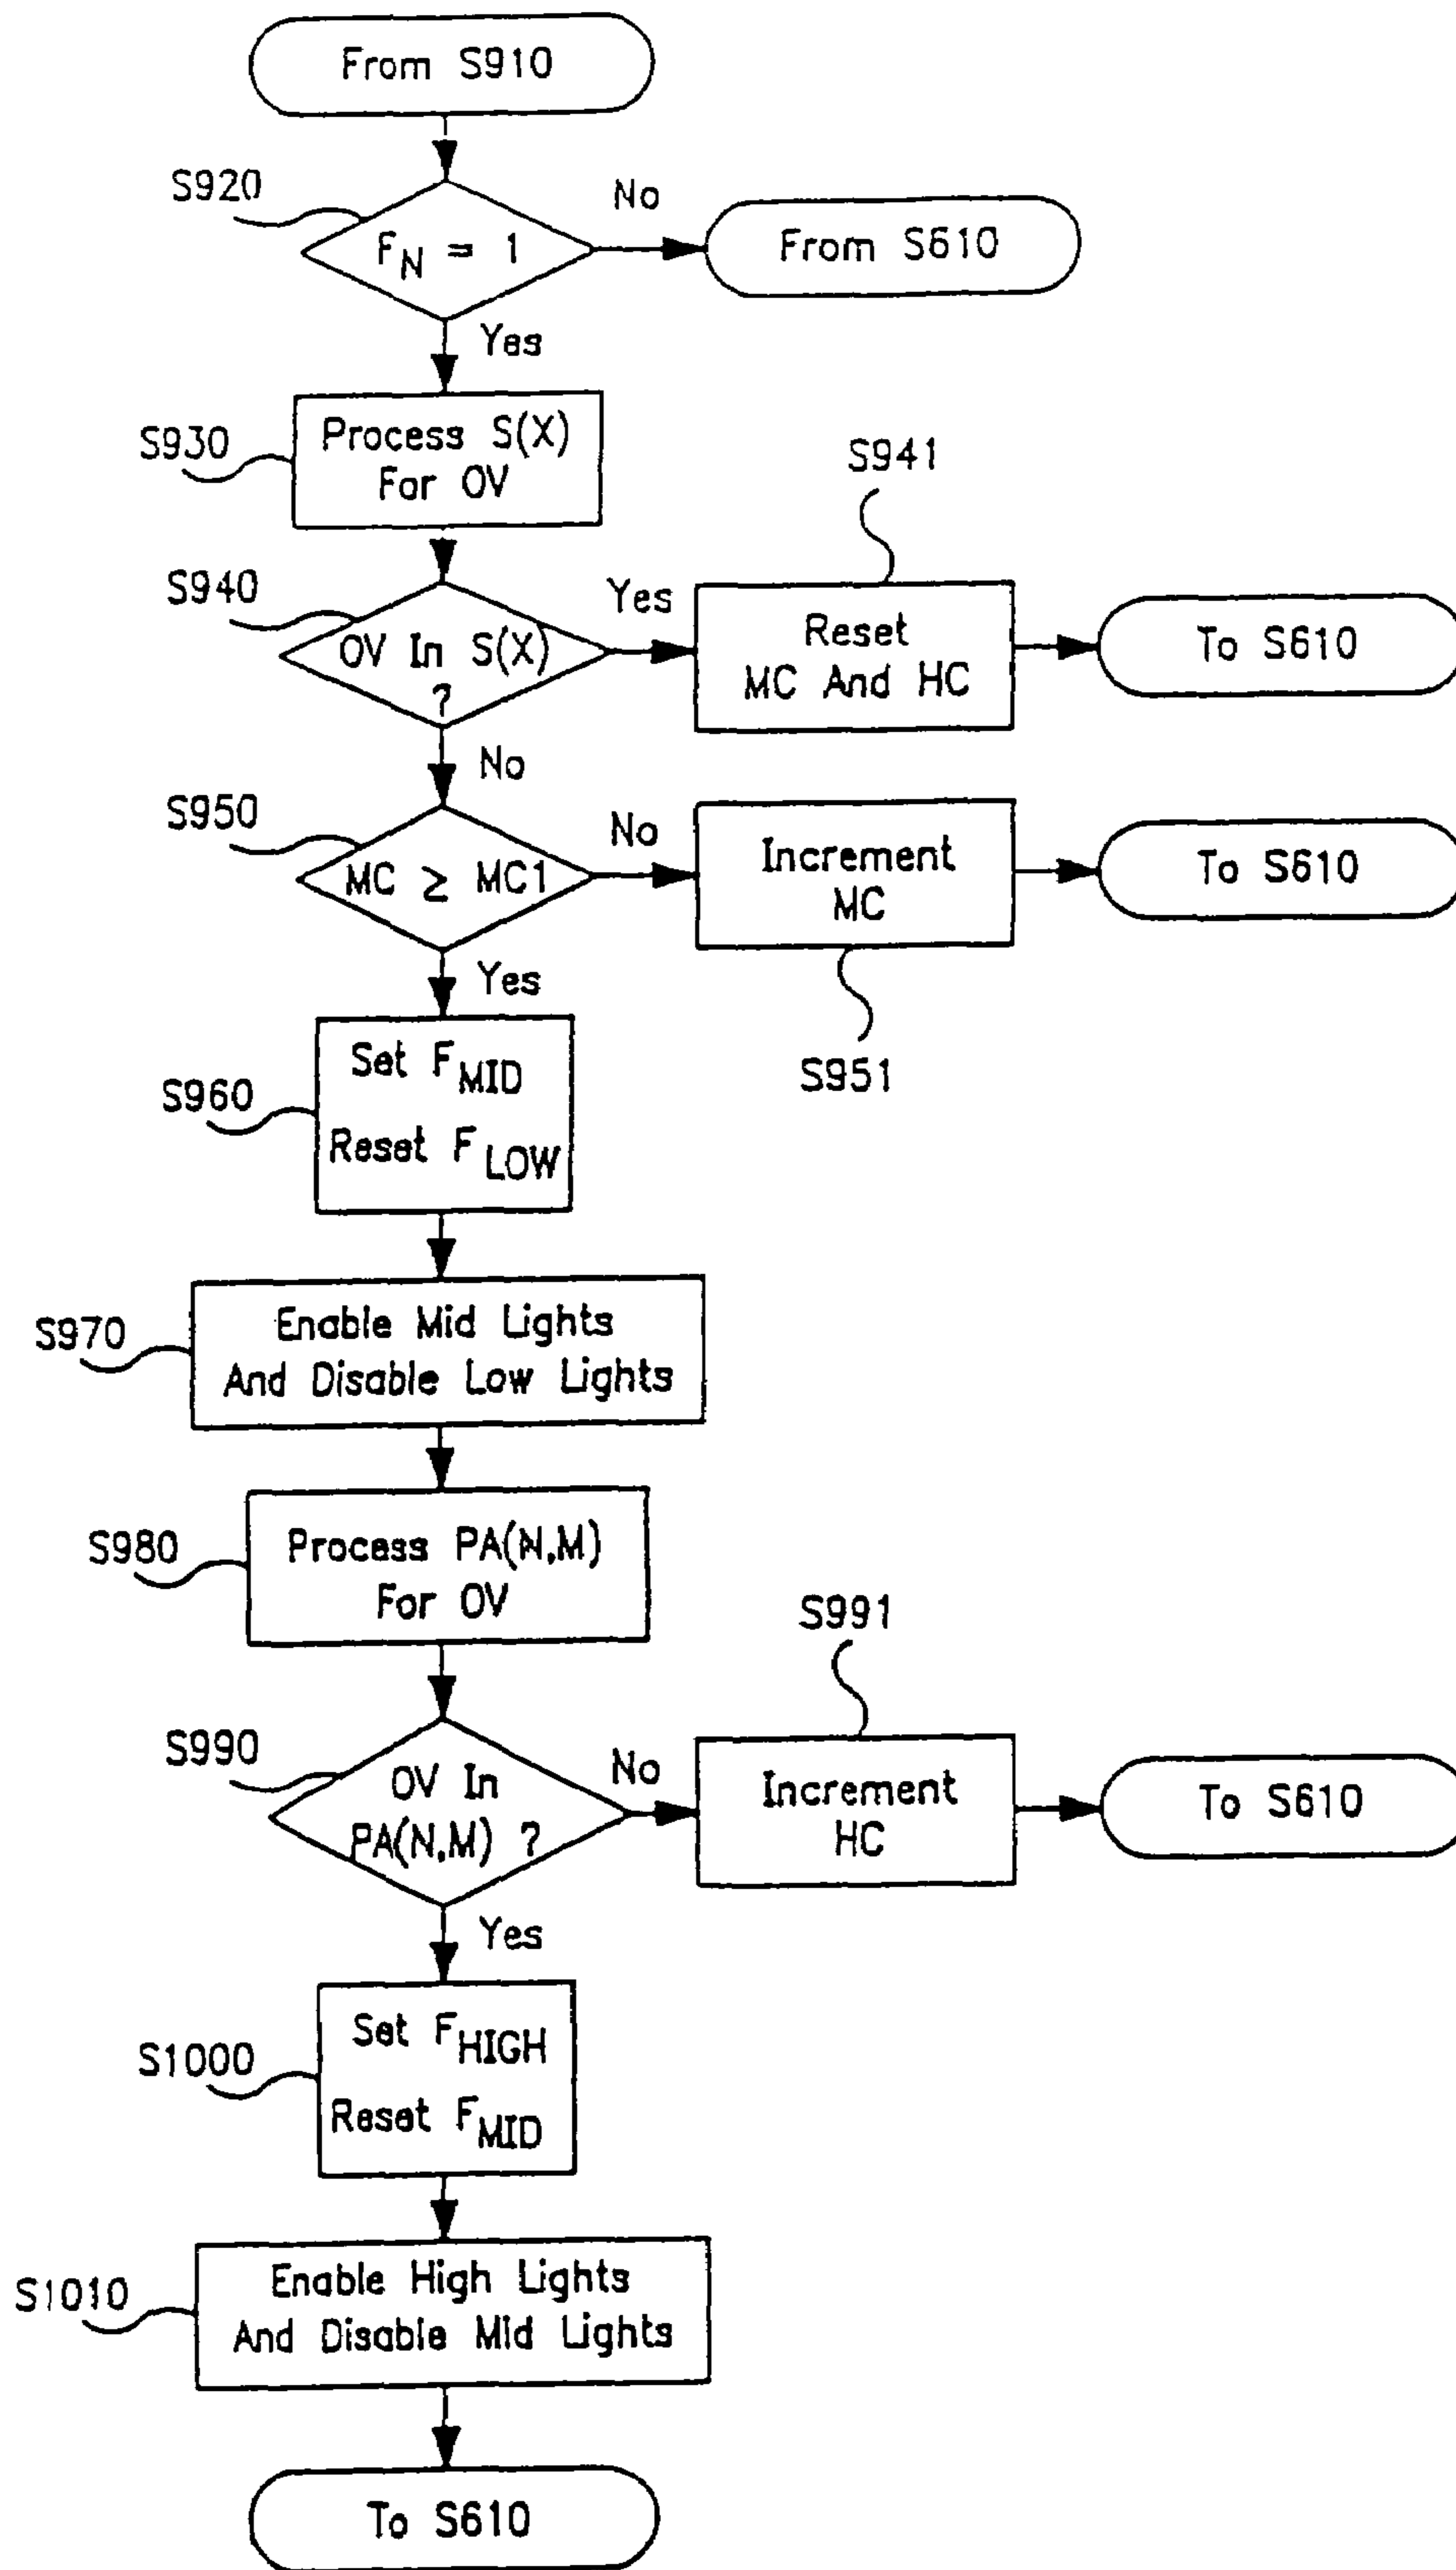 From S910
S920
F_N = 1
No
From S610
Yes
S930
Process S(X)
For OV
S941
S940
OV In S(X)
?
Yes
Reset
MC And HC
To S610
No
S950
MC ≥ MC1
No
Increment
MC
To S610
S951
Yes
S960
Set F_MID
Reset F_LOW
S970
Enable Mid Lights
And Disable Low Lights
S980
Process PA(N,M)
For OV
S991
S990
OV In
PA(N,M) ?
No
Increment
HC
To S610
Yes
S1000
Set F_HIGH
Reset F_MID
S1010
Enable High Lights
And Disable Mid Lights
To S610